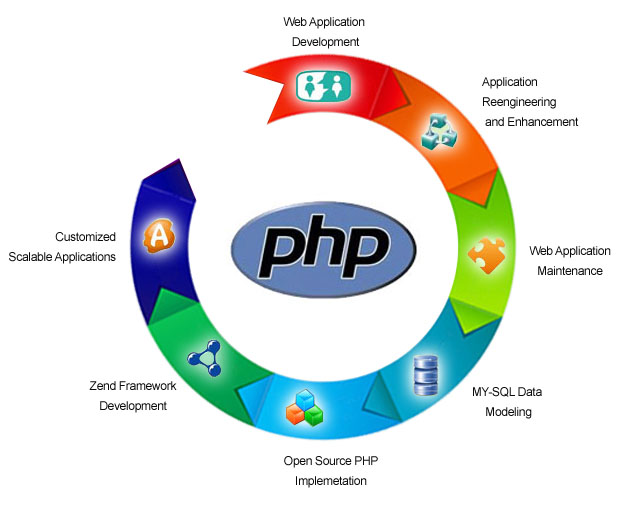 Web Application
Development
Application
Reengineering
and Enhancement
Web Application
Maintenance
MY-SQL Data
Modeling
Open Source PHP
Implemetation
Zend Framework
Development
Customized
Scalable Applications
A
php